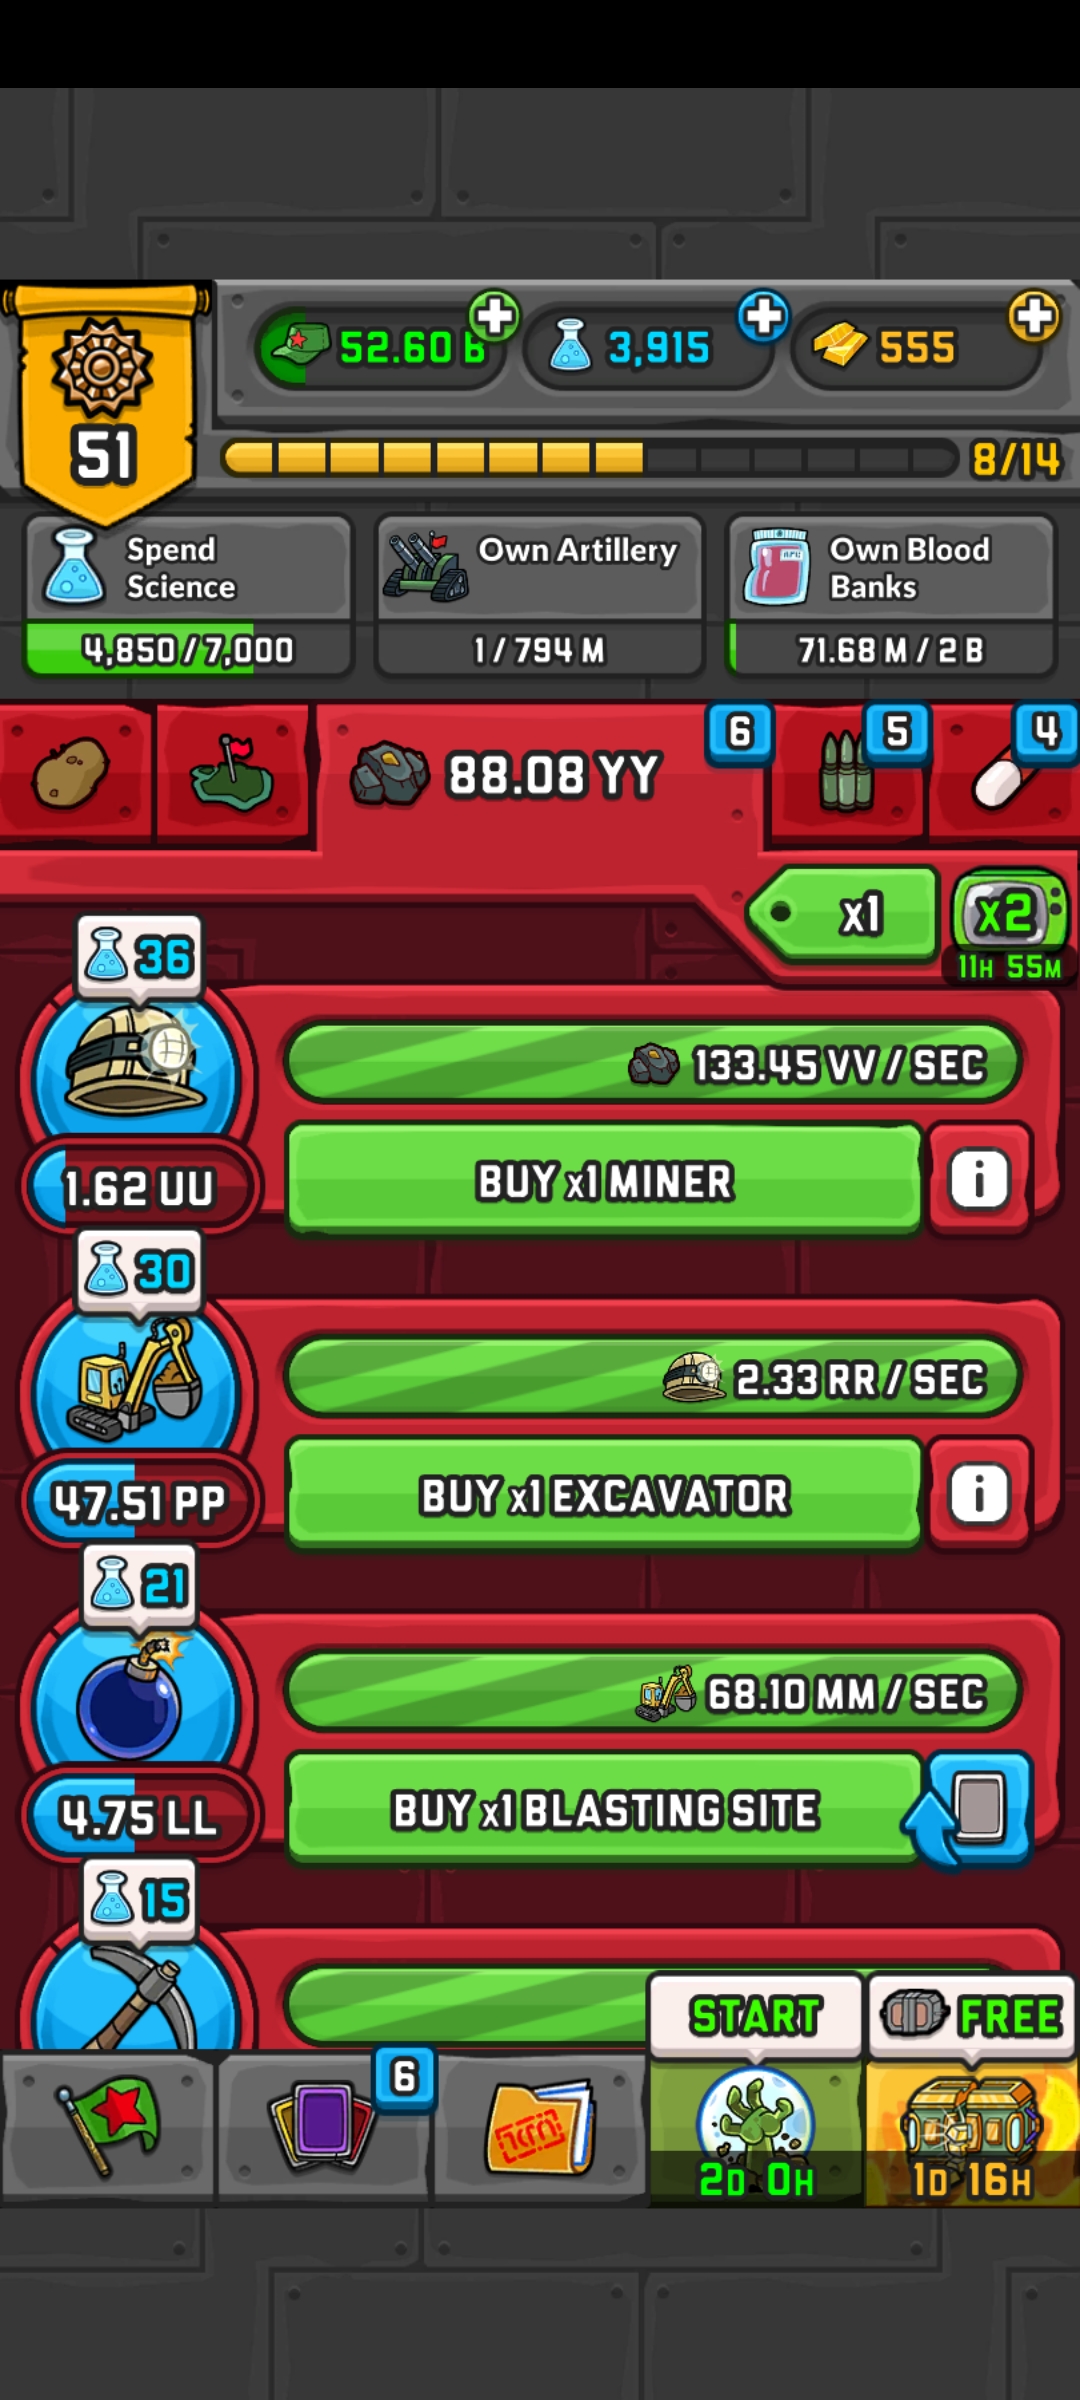 52.60 B
3,915
555
51
8/14
Spend
Science
Own Artillery
Own Blood
Banks
4,850/7,000
1/794 M
71.68 M/2 B
6
5
4
88.08 YY
x1
x2
11H 55M
36
133.45 VV/SEC
BUY x1 MINER
i
1.62 UU
30
2.33 RR/SEC
BUY x1 EXCAVATOR
i
47.51 PP
21
68.10 MM/SEC
BUY x1 BLASTING SITE
4.75 LL
15
START
FREE
6
2D 0H
1D 16H